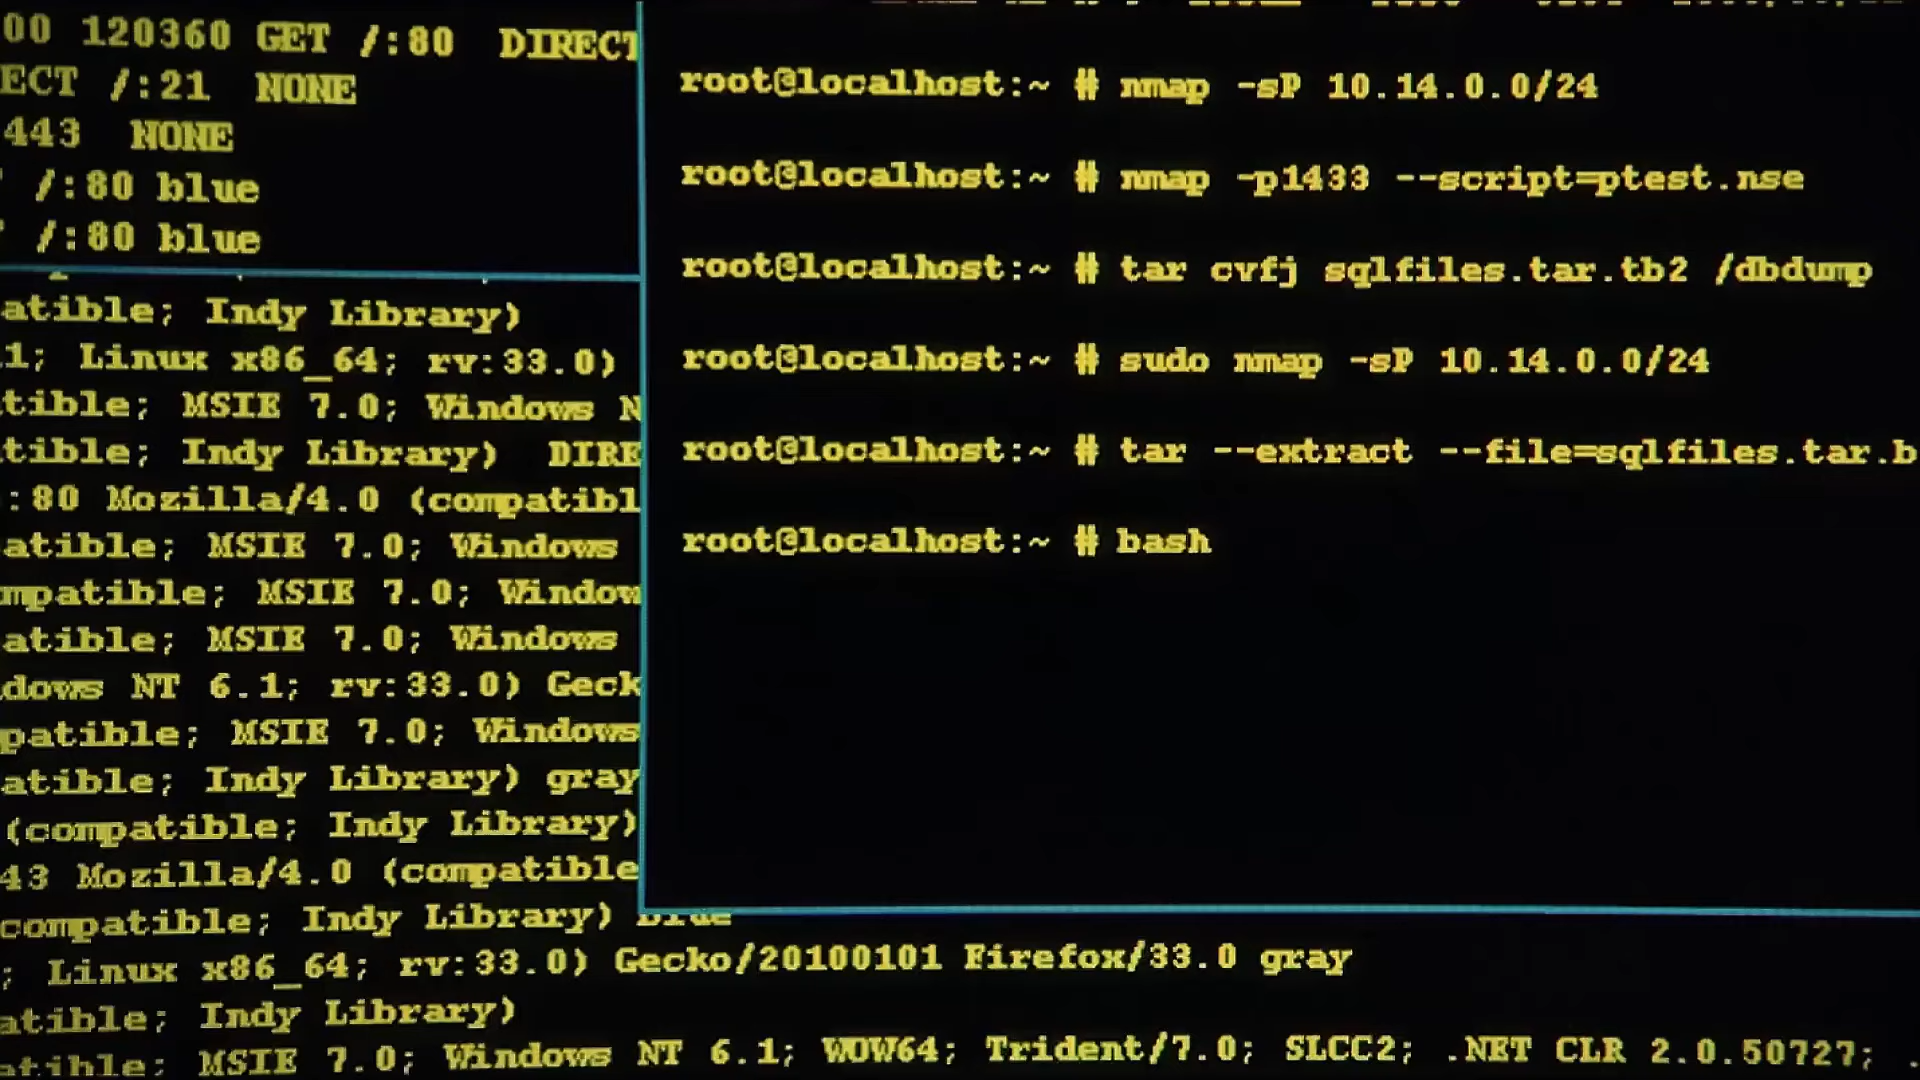 00 120360 GET /:80 DIRECT
ECT /:21 NONE
443 NONE
/:80 blue
/:80 blue
atible; Indy Library)
.1; Linux x86_64; rv:33.0)
tible; MSIE 7.0; Windows N
tible; Indy Library) DIRE
:80 Mozilla/4.0 (compatibl
atible; MSIE 7.0; Windows
mpatible; MSIE 7.0; Window
atible; MSIE 7.0; Windows
dows NT 6.1; rv:33.0) Geck
patible; MSIE 7.0; Windows
atible; Indy Library) gray
(compatible; Indy Library)
43 Mozilla/4.0 (compatible
compatible; Indy Library) blue
; Linux x86_64; rv:33.0) Gecko/20100101 Firefox/33.0 gray
atible; Indy Library)
atible; MSIE 7.0; Windows NT 6.1; WOW64; Trident/7.0; SLCC2; .NET CLR 2.0.50727; .
root@localhost:~ # nmap -sP 10.14.0.0/24
root@localhost:~ # nmap -p1433 --script=ptest.nse
root@localhost:~ # tar cvfj sqlfiles.tar.tb2 /dbdump
root@localhost:~ # sudo nmap -sP 10.14.0.0/24
root@localhost:~ # tar --extract --file=sqlfiles.tar.b
root@localhost:~ # bash